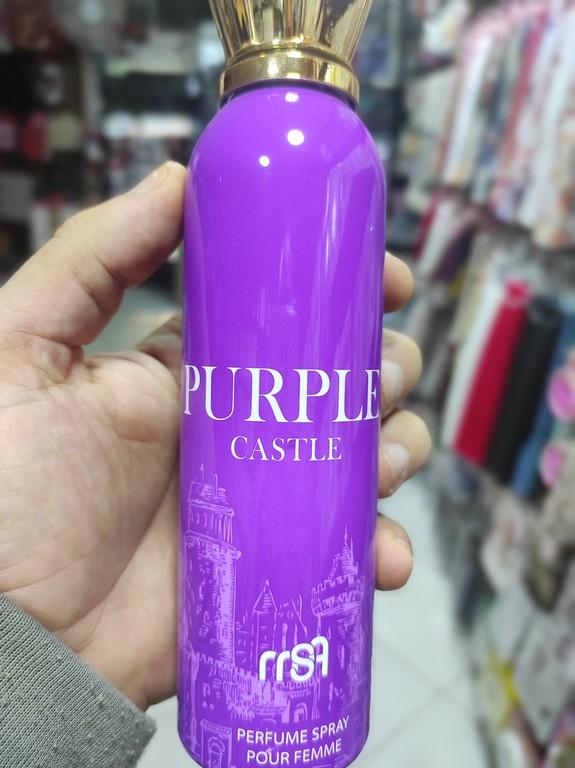 PURPLE
CASTLE
rrsa
PERFUME SPRAY
POUR FEMME